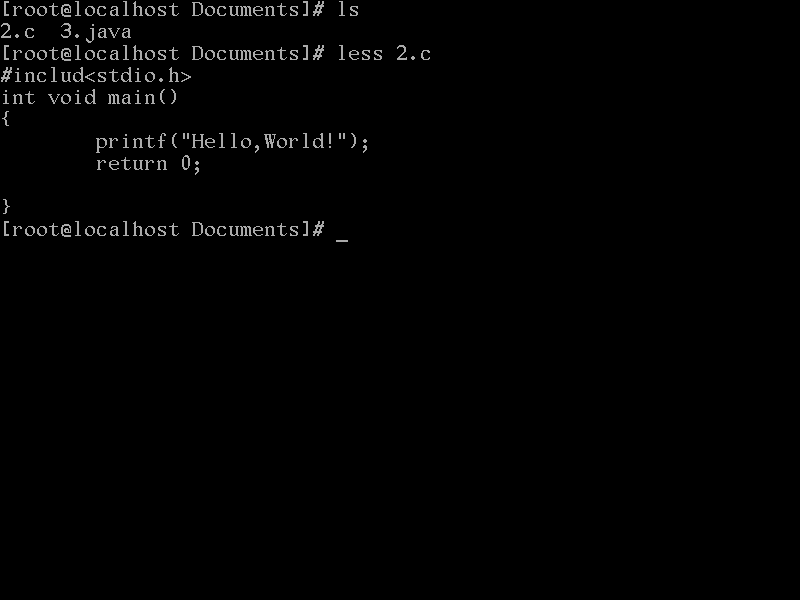 [root@localhost Documents]# ls
2.c  3.java
[root@localhost Documents]# less 2.c
#includ<stdio.h>
int void main()
{
        printf("Hello,World!");
        return 0;

}
[root@localhost Documents]# _